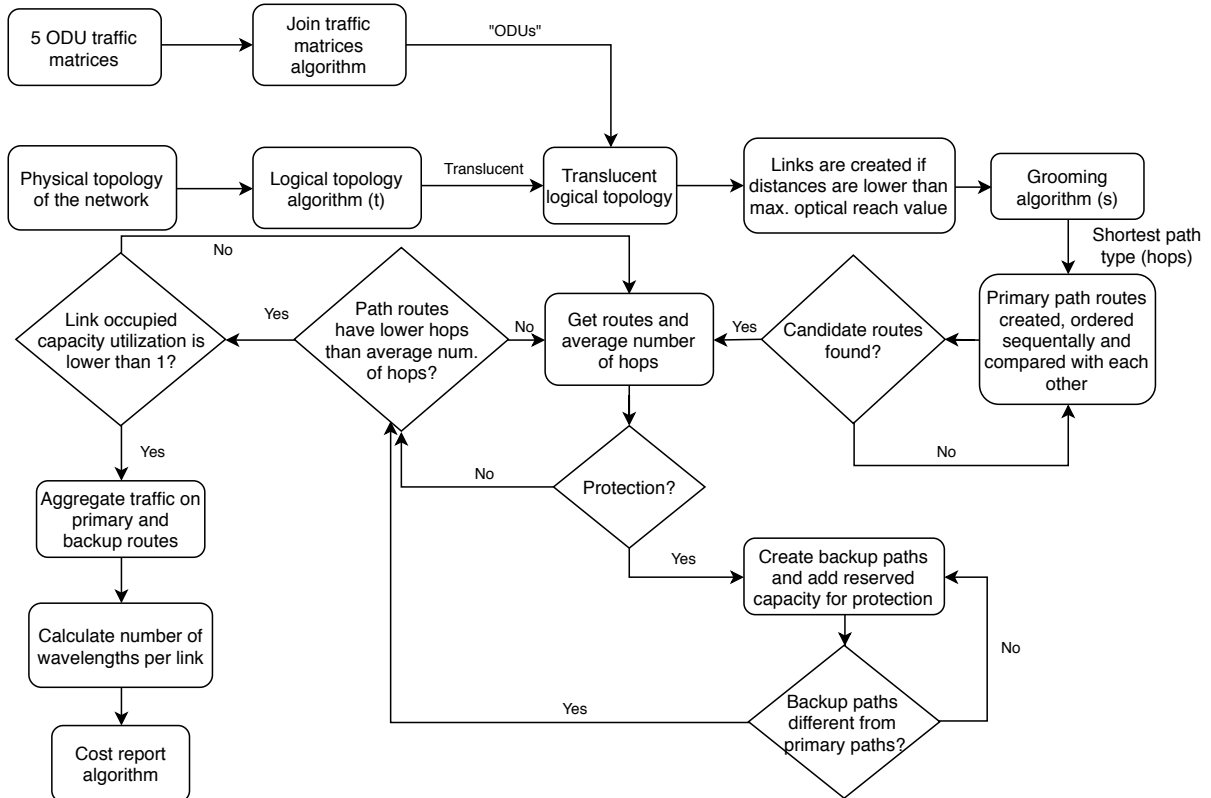 5 ODU traffic
matrices
Join traffic
matrices
algorithm
"ODUs"
Physical topology
of the network
Logical topology
algorithm (t)
Translucent
Translucent
logical topology
Links are created if
distances are lower than
max. optical reach value
Grooming
algorithm (s)
Shortest path
type (hops)
No
Link occupied
capacity utilization is
lower than 1?
Yes
Path routes
have lower hops
than average num.
of hops?
No
Get routes and
average number
of hops
Yes
Candidate routes
found?
Primary path routes
created, ordered
sequentally and
compared with each
other
No
Yes
No
Protection?
Aggregate traffic on
primary and
backup routes
Yes
Create backup paths
and add reserved
capacity for protection
No
Calculate number of
wavelengths per link
Yes
Backup paths
different from
primary paths?
Cost report
algorithm